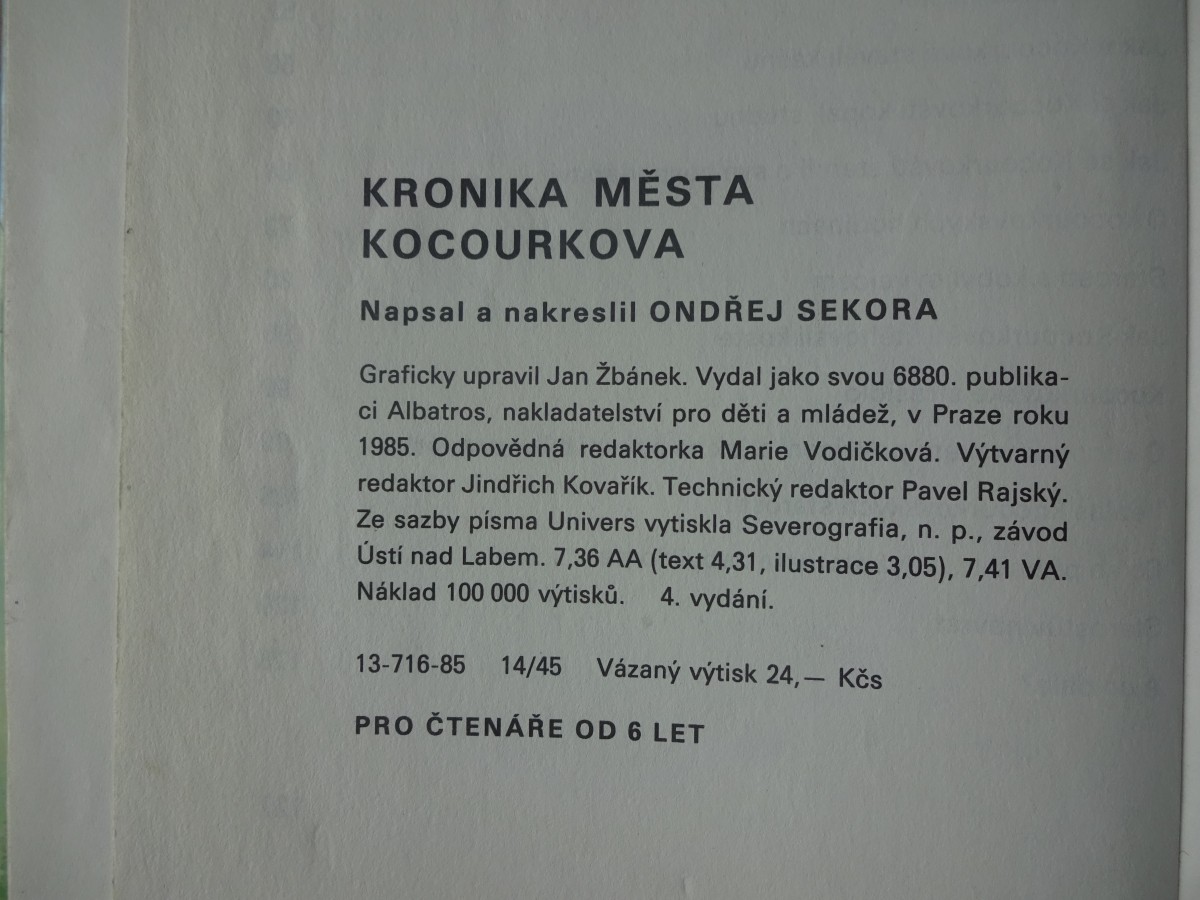 KRONIKA MĚSTA
KOCOURKOVA
Napsal a nakreslil ONDŘEJ SEKORA
Graficky upravil Jan Žbánek. Vydal jako svou 6880. publika-
ci Albatros, nakladatelství pro děti a mládež, v Praze roku
1985. Odpovědná redaktorka Marie Vodičková. Výtvarný
redaktor Jindřich Kovařík. Technický redaktor Pavel Rajský.
Ze sazby písma Univers vytiskla Severografia, n. p., závod
Ústí nad Labem. 7,36 AA (text 4,31, ilustrace 3,05), 7,41 VA.
Náklad 100 000 výtisků. 4. vydání.
13-716-85 14/45 Vázaný výtisk 24,— Kčs
PRO ČTENÁŘE OD 6 LET